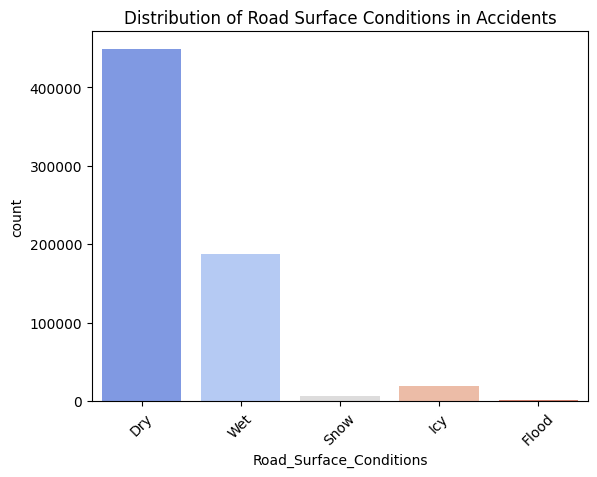 Distribution of Road Surface Conditions in Accidents
count
400000
300000
200000
100000
0
Dry
Wet
Snow
Icy
Flood
Road_Surface_Conditions